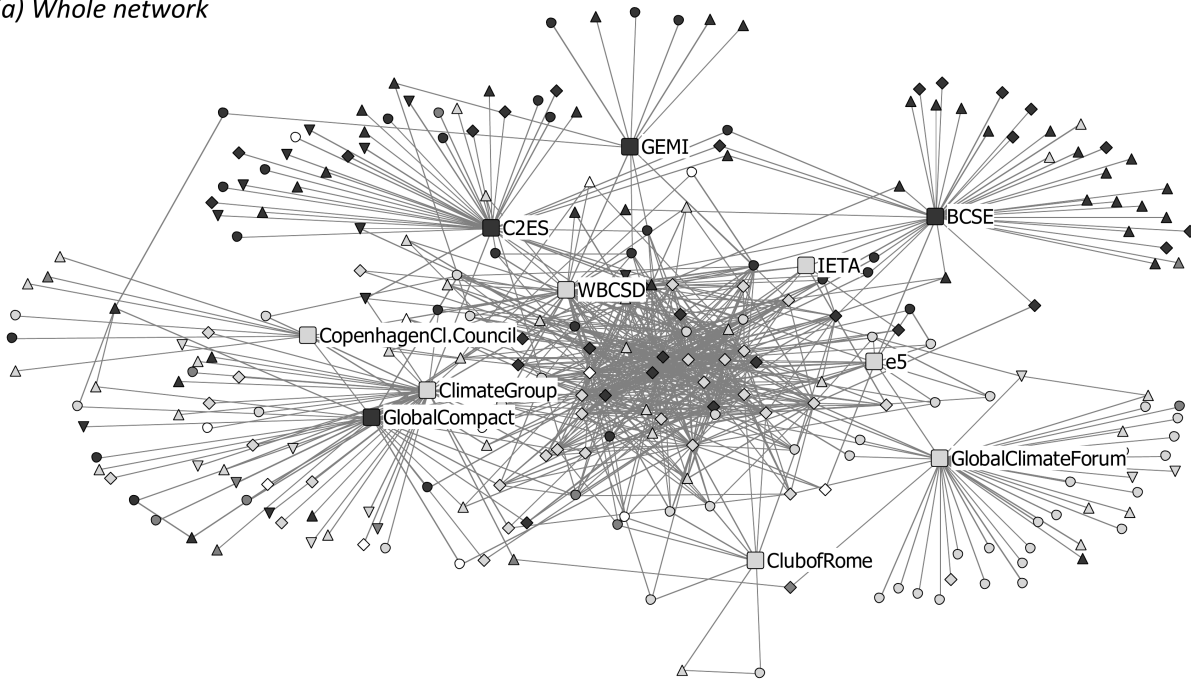 a) Whole network
GEMI
BCSE
C2ES
IETA
WBCSD
CopenhagenCl.Council
e5
ClimateGroup
GlobalCompact
GlobalClimateForum
ClubofRome